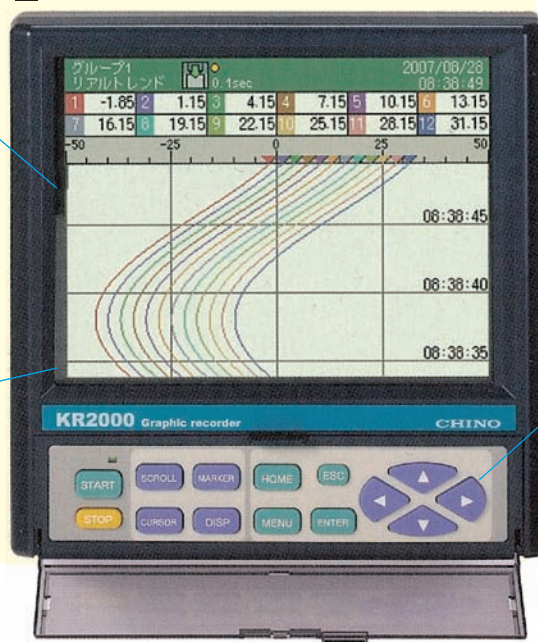 グループ1 2007/08/28
リアルトレンド 0.1sec 08:38:49
1 -1.85 2 1.15 3 4.15 4 7.15 5 10.15 6 13.15
7 16.15 8 19.15 9 22.15 10 25.15 11 28.15 12 31.15
-50 -25 0 25 50
08:38:45
08:38:40
08:38:35
KR2000 Graphic recorder CHINO
START SCROLL MARKER HOME ESC
STOP CURSOR DISP MENU ENTER